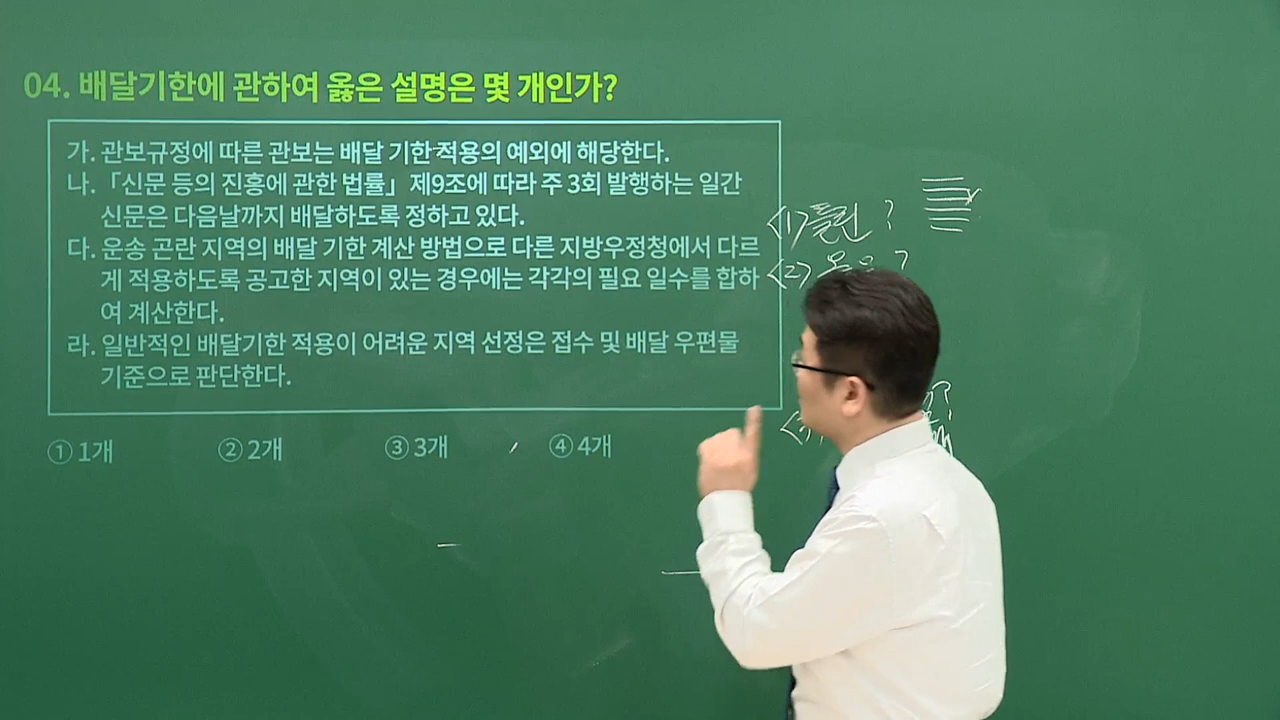 04. 배달기한에 관하여 옳은 설명은 몇 개인가?
가. 관보규정에 따른 관보는 배달 기한 적용의 예외에 해당한다.
나. 「신문 등의 진흥에 관한 법률」 제9조에 따라 주 3회 발행하는 일간
신문은 다음날까지 배달하도록 정하고 있다.
다. 운송 곤란 지역의 배달 기한 계산 방법으로 다른 지방우정청에서 다르
게 적용하도록 공고한 지역이 있는 경우에는 각각의 필요 일수를 합하
여 계산한다.
라. 일반적인 배달기한 적용이 어려운 지역 선정은 접수 및 배달 우편물
기준으로 판단한다.
① 1개 ② 2개 ③ 3개 ④ 4개
<1> 틀린 ?
<2> 옳은 ?